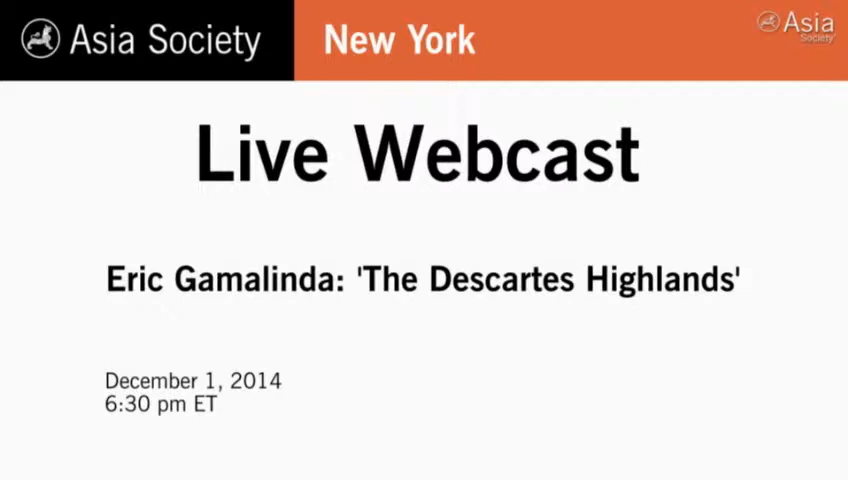 Asia Society New York
Asia
Society
Live Webcast
Eric Gamalinda: 'The Descartes Highlands'
December 1, 2014
6:30 pm ET